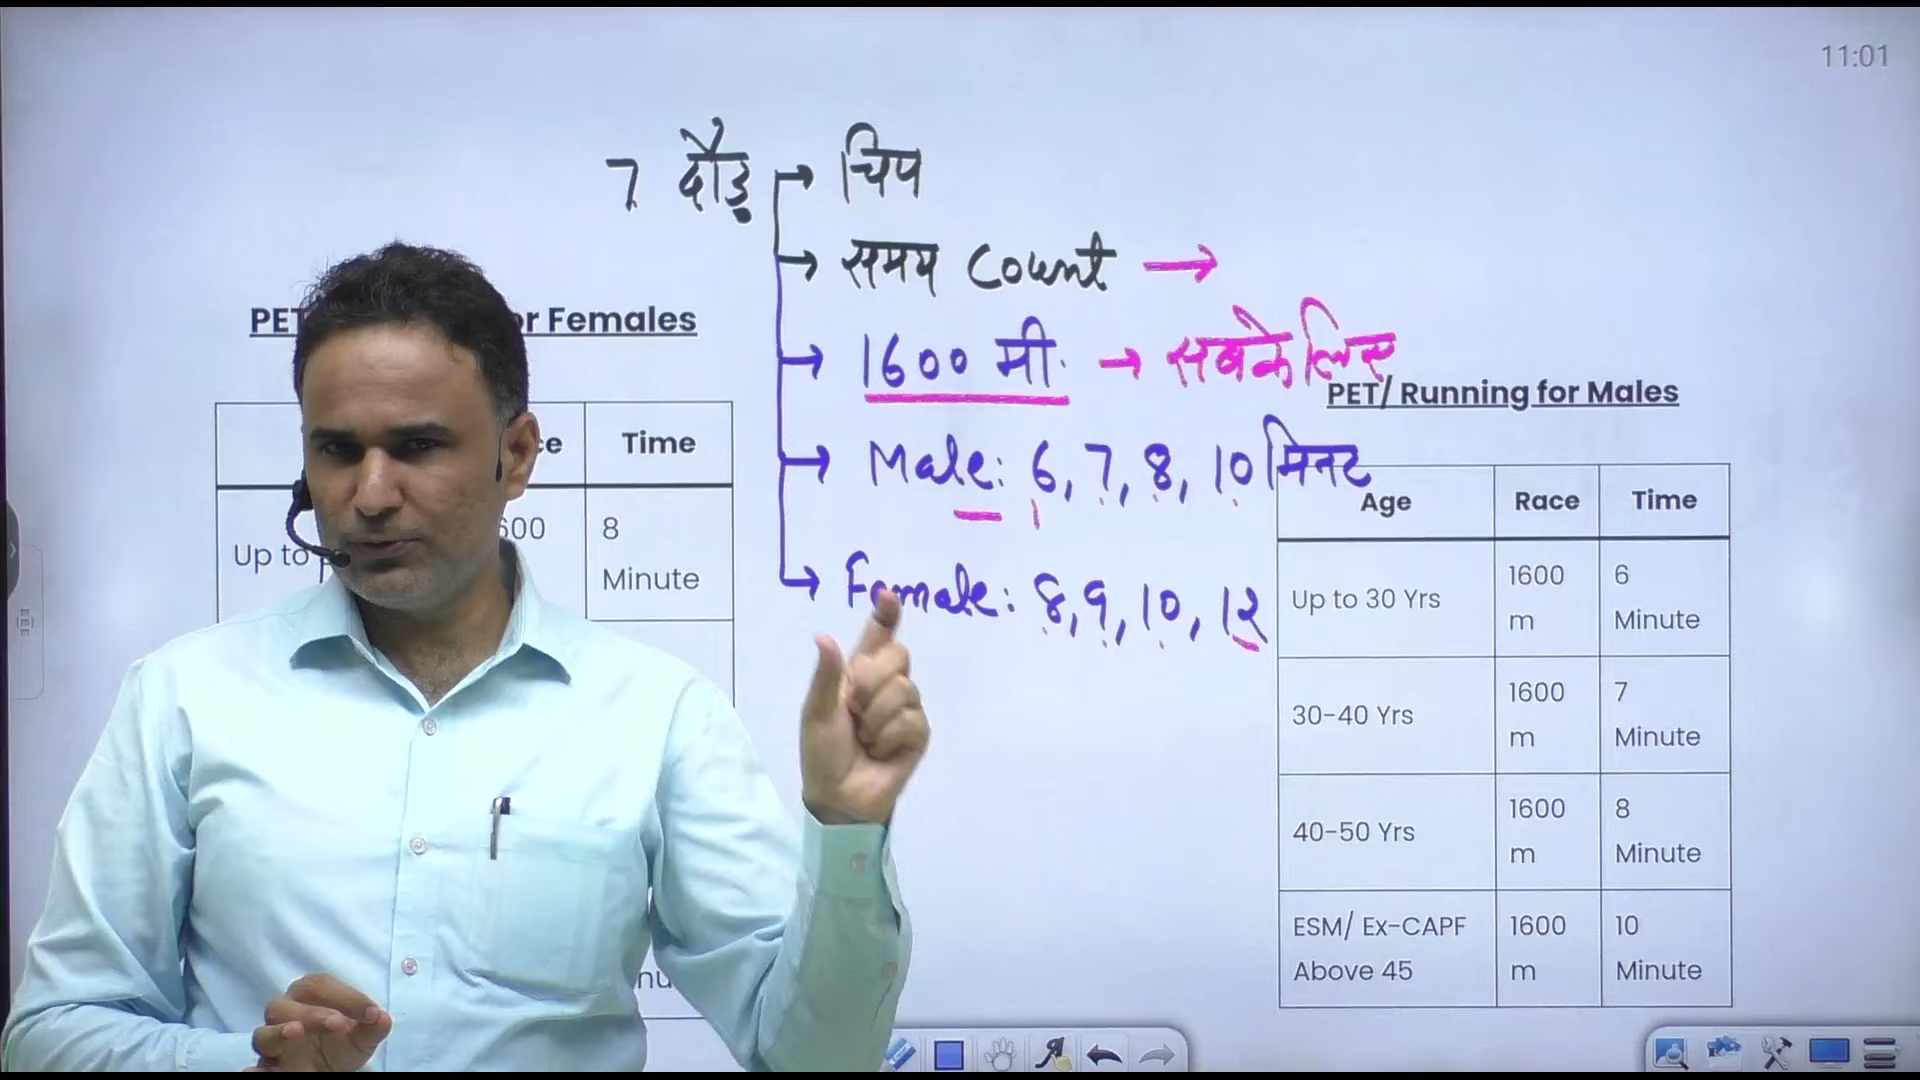 11:01
7 दौड़ → चिप
→ समय Count →
→ 1600 मी. → सबके लिए
→ Male: 6, 7, 8, 10 मिनट
→ Female: 8, 9, 10, 12
PET/ r Females
Time
Up to 600 8 Minute
PET/ Running for Males
Age Race Time
Up to 30 Yrs 1600 m 6 Minute
30-40 Yrs 1600 m 7 Minute
40-50 Yrs 1600 m 8 Minute
ESM/ Ex-CAPF Above 45 1600 m 10 Minute